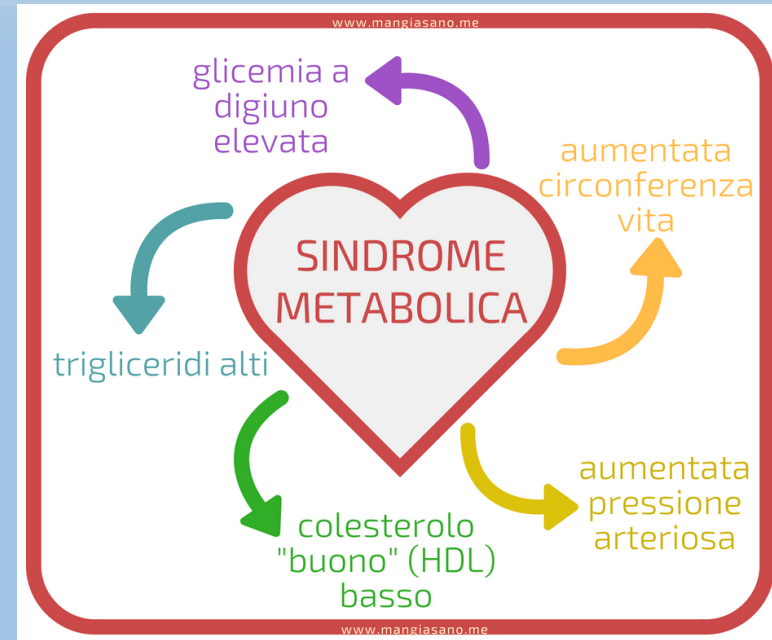 www.mangiasano.me
glicemia a
digiuno
elevata
aumentata
circonferenza
vita
SINDROME
METABOLICA
trigliceridi alti
aumentata
pressione
arteriosa
colesterolo
"buono" (HDL)
basso
www.mangiasano.me